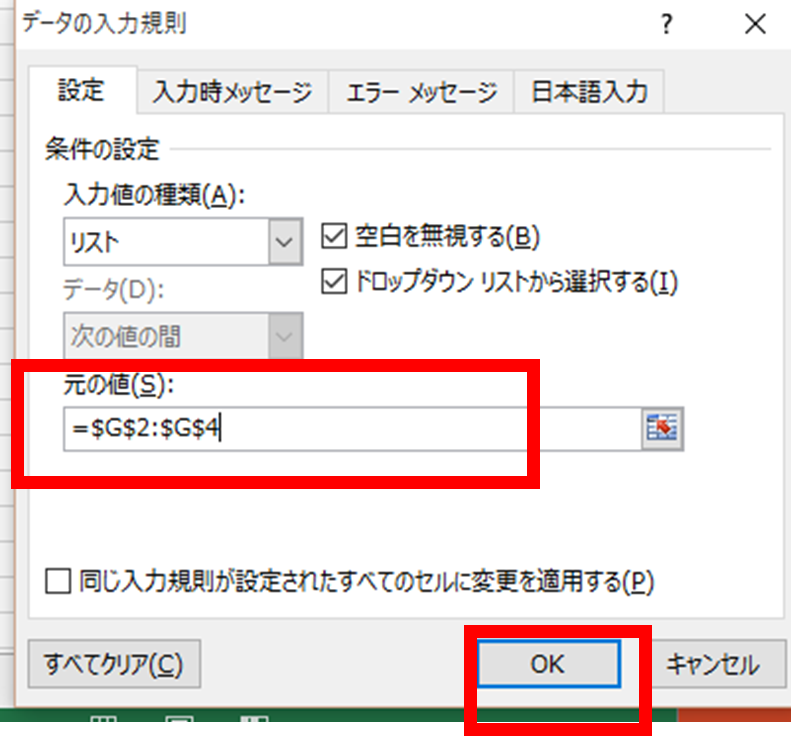 データの入力規則
?
設定
入力時メッセージ
エラー メッセージ
日本語入力
条件の設定
入力値の種類(A):
リスト
空白を無視する(B)
データ(D):
ドロップダウン リストから選択する(I)
次の値の間
元の値(S):
=$G$2:$G$4
同じ入力規則が設定されたすべてのセルに変更を適用する(P)
すべてクリア(C)
OK
キャンセル